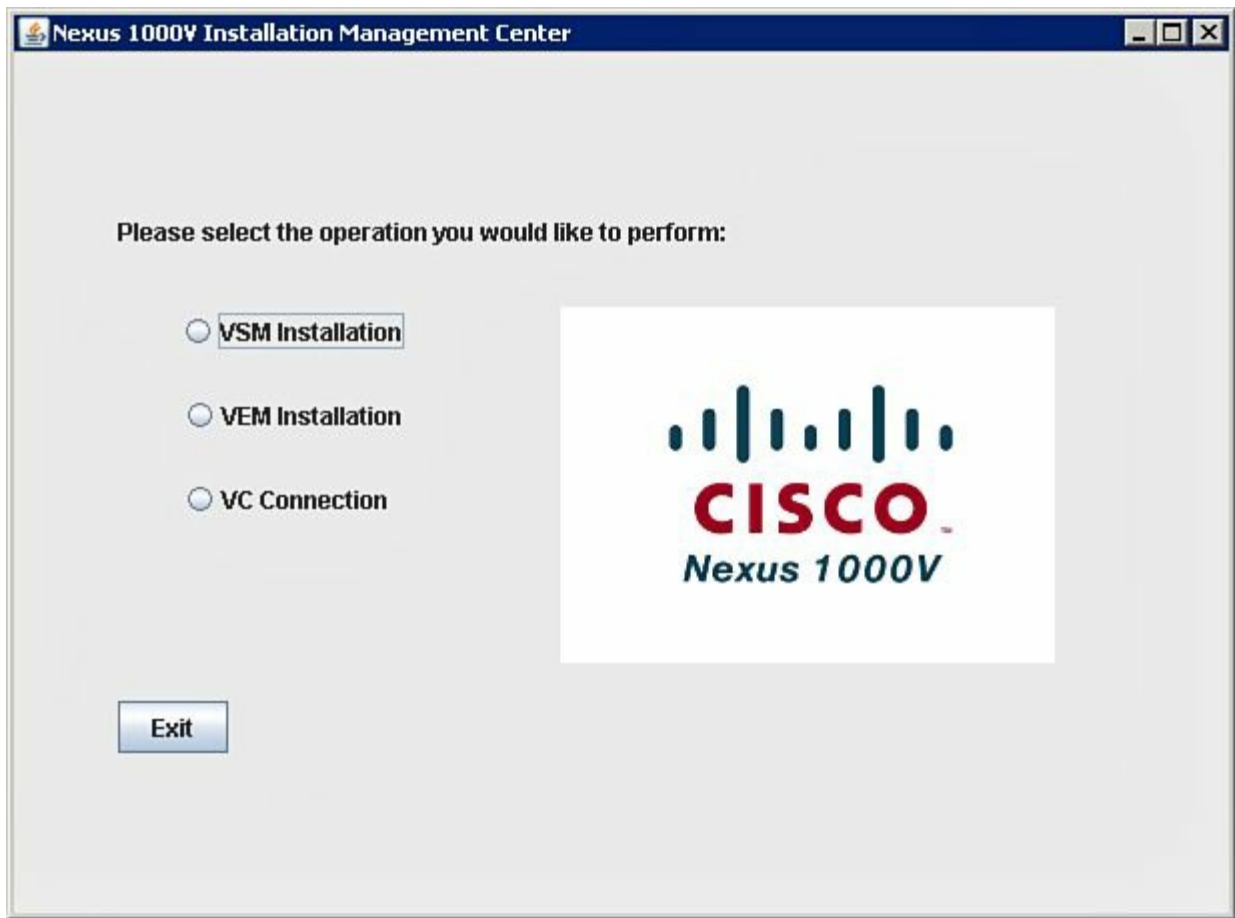 Nexus 1000V Installation Management Center
Please select the operation you would like to perform:
VSM Installation
VEM Installation
VC Connection
CISCO
Nexus 1000V
Exit